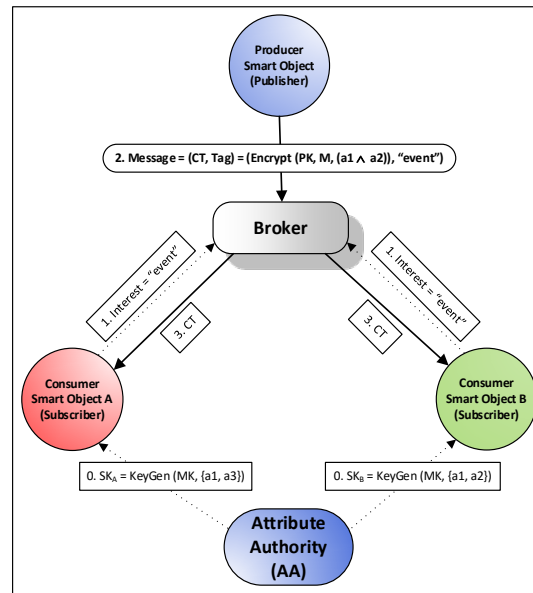 Producer
Smart Object
(Publisher)
2. Message = (CT, Tag) = (Encrypt (PK, M, (a1 ∧ a2)), “event”)
Broker
1. Interest = “event”
1. Interest = “event”
3. CT
3. CT
Consumer
Smart Object A
(Subscriber)
Consumer
Smart Object B
(Subscriber)
0. SKA = KeyGen (MK, {a1, a3})
0. SKB = KeyGen (MK, {a1, a2})
Attribute
Authority
(AA)